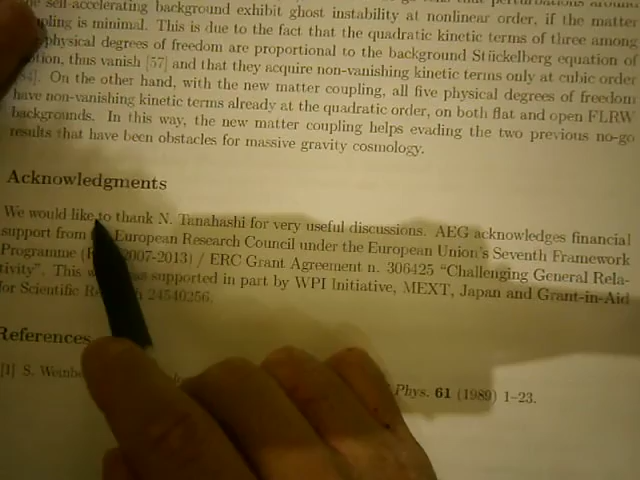 self-accelerating background exhibit ghost instability at nonlinear order, if the matter
coupling is minimal. This is due to the fact that the quadratic kinetic terms of three among
physical degrees of freedom are proportional to the background Stückelberg equation of
thus vanish [57] and that they acquire non-vanishing kinetic terms only at cubic order
On the other hand, with the new matter coupling, all five physical degrees of freedom
have non-vanishing kinetic terms already at the quadratic order, on both flat and open FLRW
backgrounds. In this way, the new matter coupling helps evading the two previous no-go
results that have been obstacles for massive gravity cosmology.
Acknowledgments
We would like to thank N. Tanahashi for very useful discussions. AEG acknowledges financial
support from European Research Council under the European Union's Seventh Framework
Programme 2007-2013) / ERC Grant Agreement n. 306425 "Challenging General Rela-
tivity". This supported in part by WPI Initiative, MEXT, Japan and Grant-in-Aid
for Scientific 24540256.
References
[1] S. Phys. 61 (1989) 1–23.